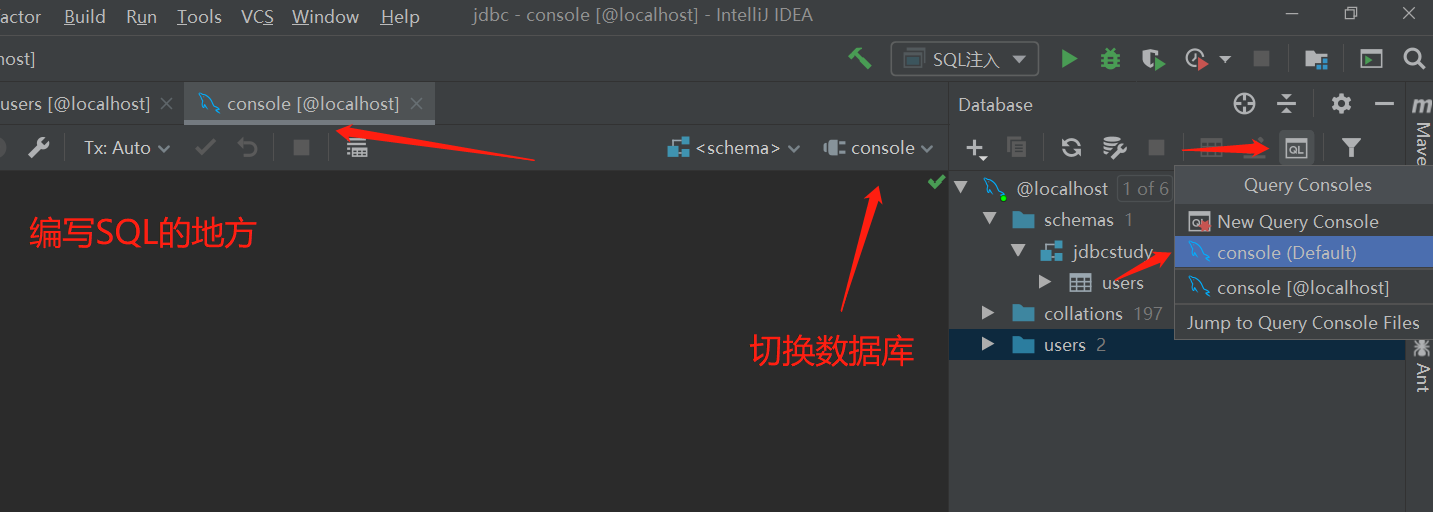 actor Build Run Tools VCS Window Help jdbc - console [@localhost] - IntelliJ IDEA
ost] SQL注入
users [@localhost] console [@localhost] Database
Tx: Auto <schema> console QL
编写SQL的地方
切换数据库
@localhost 1 of 6
schemas 1
jdbcstudy
users
collations 197
users 2
Query Consoles
New Query Console
console (Default)
console [@localhost]
Jump to Query Console Files
m
Mave
Ant